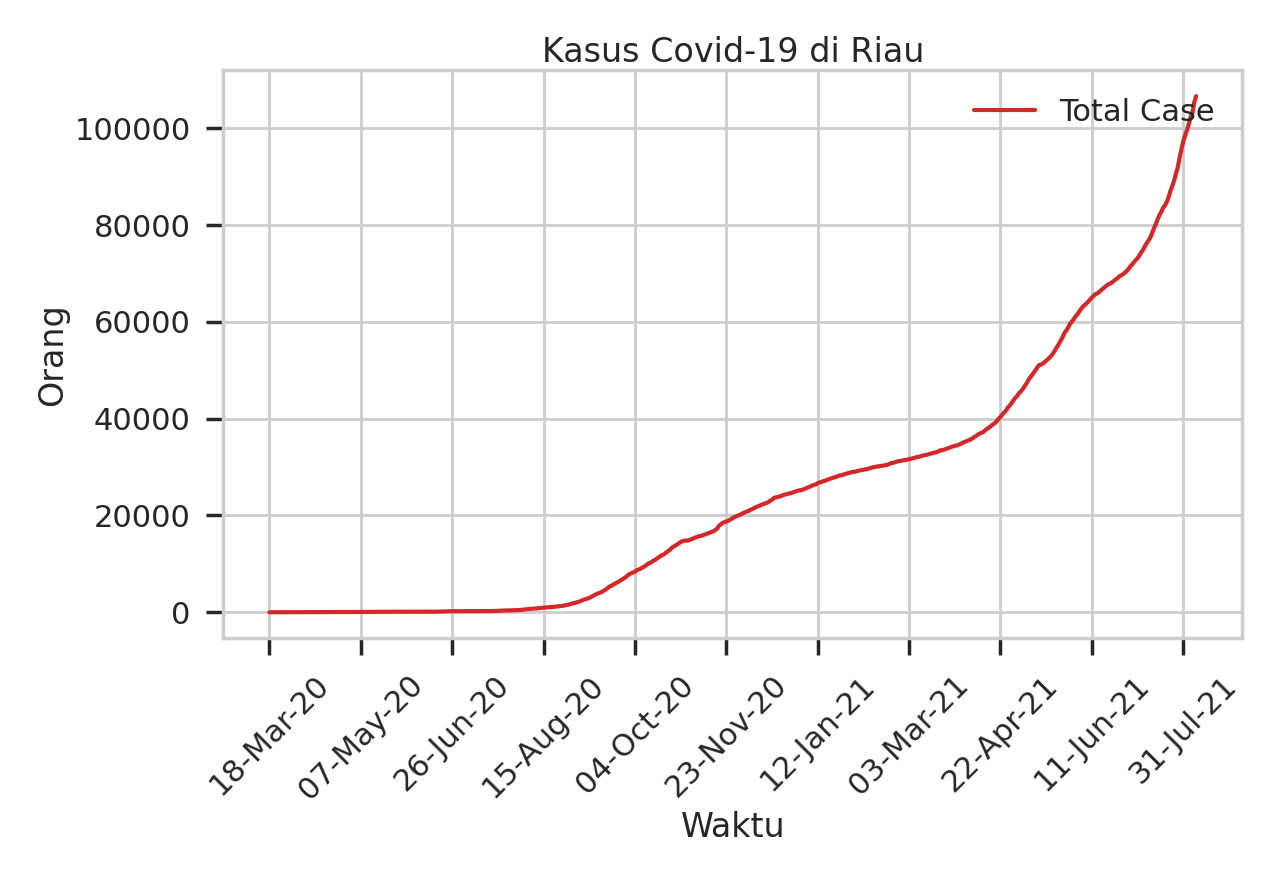 Kasus Covid-19 di Riau
Total Case
100000
80000
60000
40000
20000
0
Orang
18-Mar-20
07-May-20
26-Jun-20
15-Aug-20
04-Oct-20
23-Nov-20
12-Jan-21
03-Mar-21
22-Apr-21
11-Jun-21
31-Jul-21
Waktu